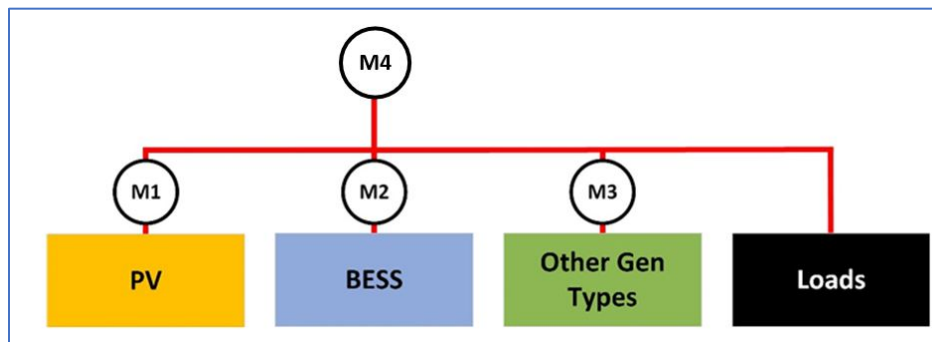 M4
M1
M2
M3
PV
BESS
Other Gen
Types
Loads